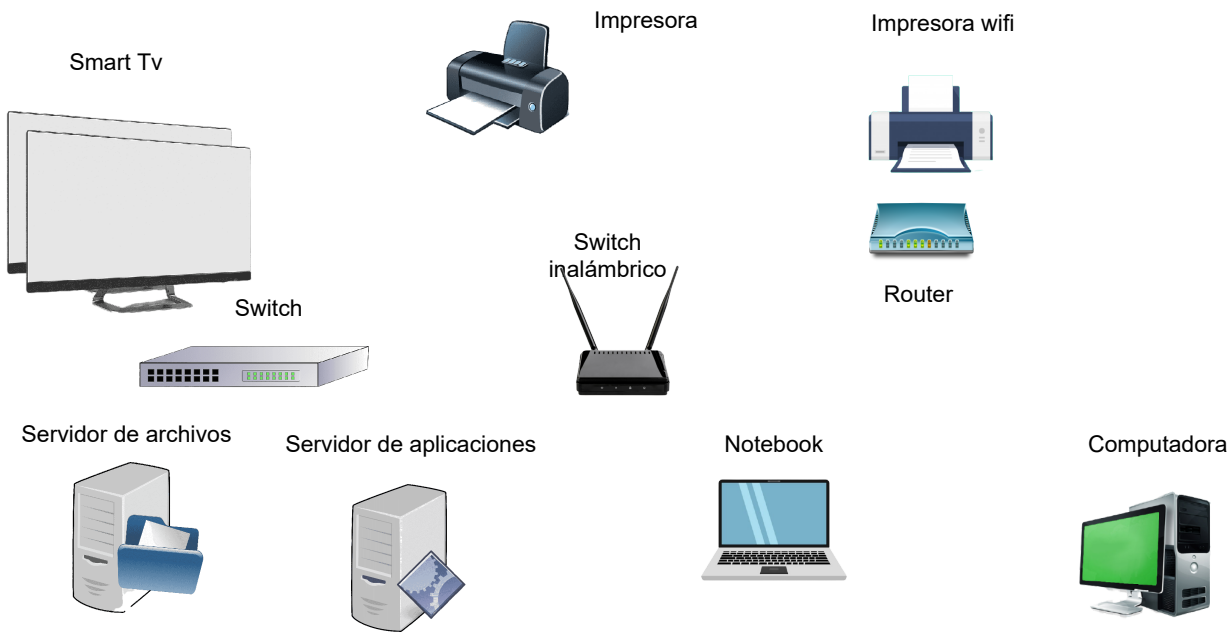 Impresora
Impresora wifi
Smart Tv
Switch
inalámbrico
Router
Switch
Servidor de archivos
Servidor de aplicaciones
Notebook
Computadora